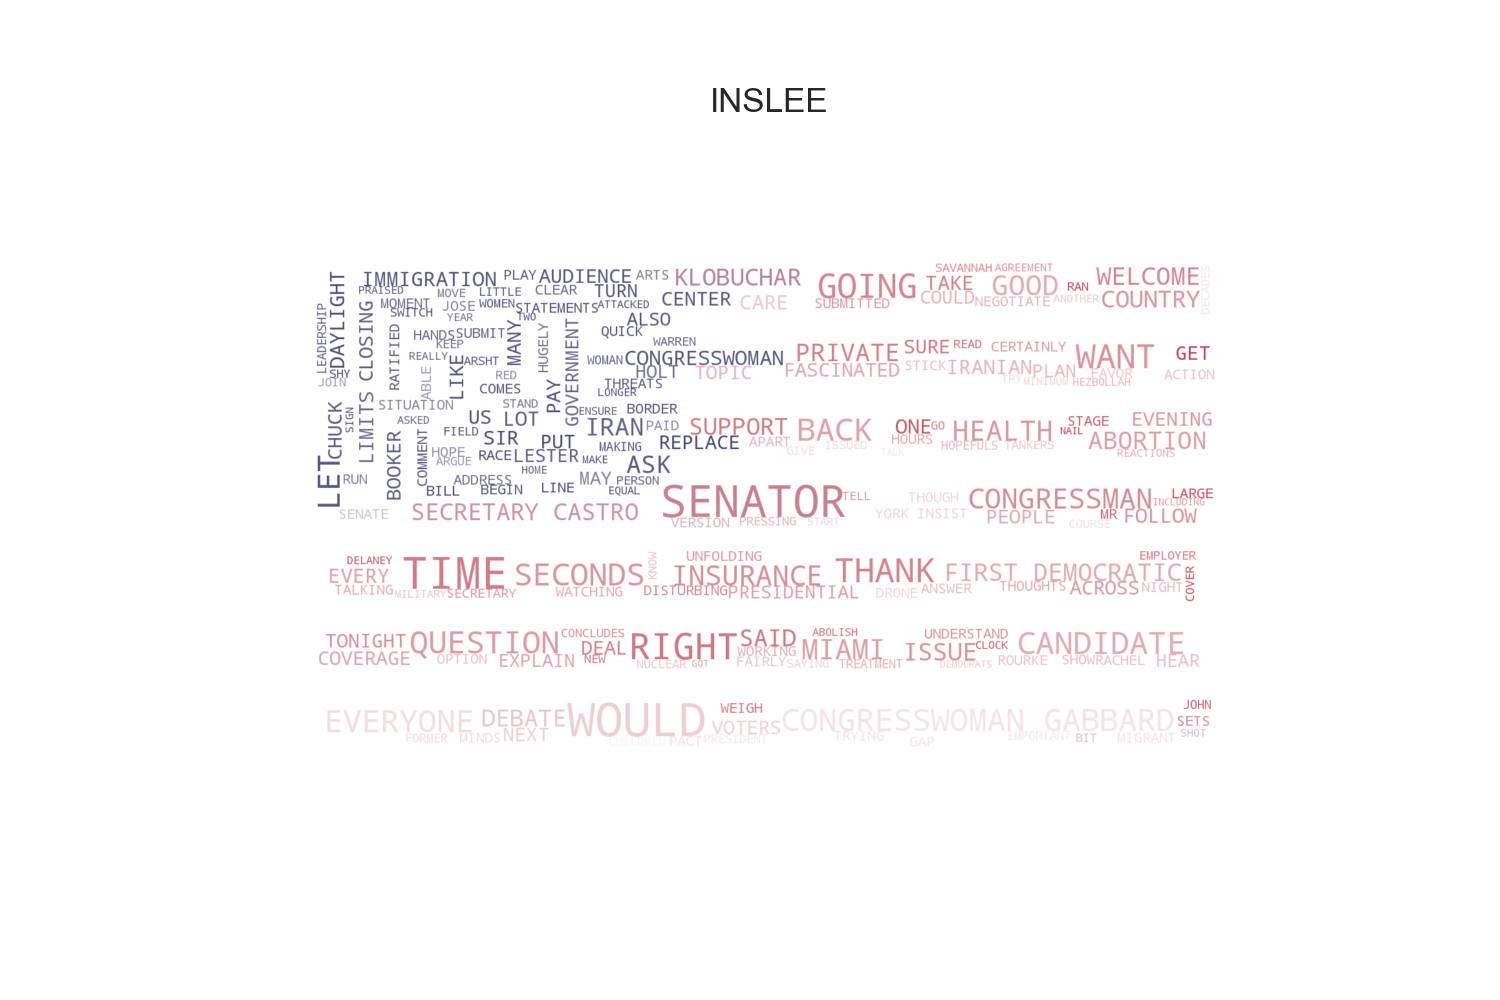 INSLEE
IMMIGRATION PLAY AUDIENCE ARTS KLOBUCHAR GOING SAVANNAH AGREEMENT TAKE GOOD RAN WELCOME
PRAISED MOVE LITTLE CLEAR TURN CENTER CARE SUBMITTED COULD NEGOTIATE ANOTHER COUNTRY DECADES
LEADERSHIP DAYLIGHT CLOSING MOMENT JOSE WOMEN STATEMENTS ATTACKED
SWITCH YEAR TWO ALSO
RATIFIED HANDS SUBMIT MANY HUGELY GOVERNMENT QUICK
KEEP WARREN PRIVATE SURE READ CERTAINLY WANT GET
REALLY LIKE ARSHT WOMAN CONGRESSWOMAN FASCINATED STICK IRANIAN PLAN FAVOR ACTION
SHY JOIN ABLE RED PAY HOLT TOPIC TRY MINIMUM HEZBOLLAH
COMES THREATS
LONGER
CHUCK SIGN LIMITS SITUATION STAND ENSURE BORDER
ASKED US LOT IRAN PAID SUPPORT BACK ONE GO HEALTH STAGE NAIL EVENING
BOOKER COMMENT FIELD SIR PUT MAKING REPLACE APART GIVE ISSUED HOURS TALK HOPEFULS TANKERS ABORTION REACTIONS
HOPE RACE LESTER MAKE
ARGUE HOME ASK
LET RUN ADDRESS MAY PERSON
BILL BEGIN LINE EQUAL SENATOR TELL THOUGH CONGRESSMAN LARGE INCLUDING
SENATE SECRETARY CASTRO VERSION PRESSING START YORK INSIST PEOPLE COURSE MR FOLLOW
DELANEY TIME SECONDS KNOW UNFOLDING THANK EMPLOYER
EVERY INSURANCE FIRST DEMOCRATIC COVER
TALKING MILITARY SECRETARY WATCHING DISTURBING PRESIDENTIAL DRONE ANSWER THOUGHTS ACROSS NIGHT
TONIGHT QUESTION CONCLUDES DEAL RIGHT SAID ABOLISH MIAMI UNDERSTAND CLOCK CANDIDATE
COVERAGE OPTION EXPLAIN NEW NUCLEAR GOT WORKING FAIRLY SAYING TREATMENT ISSUE DEMOCRATS ROURKE SHOW RACHEL HEAR
EVERYONE DEBATE WOULD WEIGH VOTERS CONGRESSWOMAN GABBARD JOHN SETS
FORMER MINDS NEXT CHILDREN PACT PRESIDENT TRYING GAP IMPORTANT BIT MIGRANT SHOT